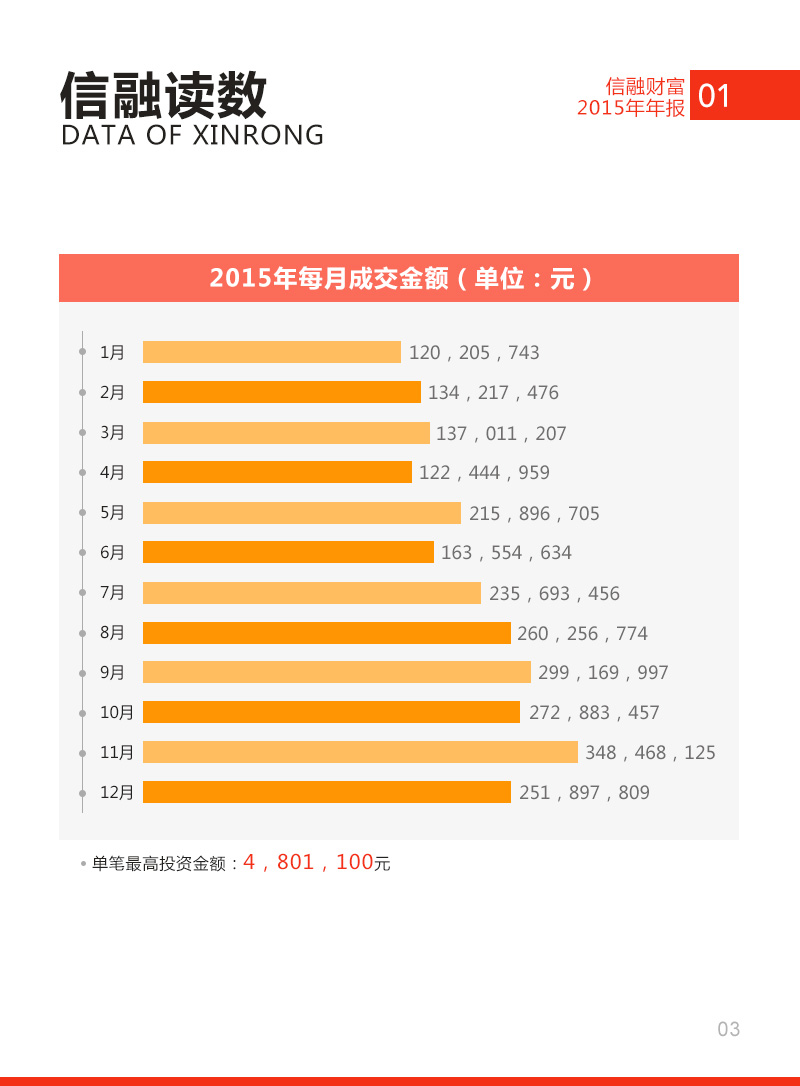 信融读数
DATA OF XINRONG
信融财富
2015年年报
01
2015年每月成交金额（单位：元）
1月 120，205，743
2月 134，217，476
3月 137，011，207
4月 122，444，959
5月 215，896，705
6月 163，554，634
7月 235，693，456
8月 260，256，774
9月 299，169，997
10月 272，883，457
11月 348，468，125
12月 251，897，809
单笔最高投资金额：4，801，100元
03